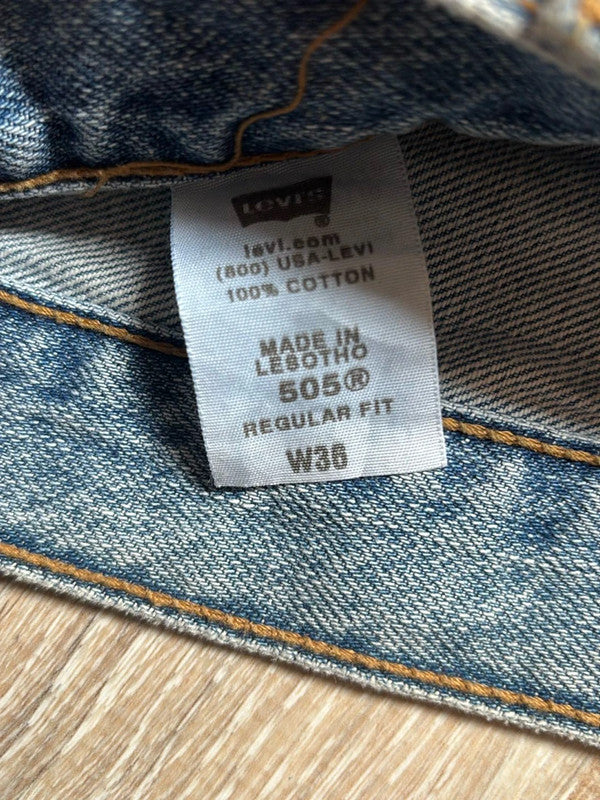 Levi's
®
levi.com
(800) USA-LEVI
100% COTTON
MADE IN
LESOTHO
505®
REGULAR FIT
W36